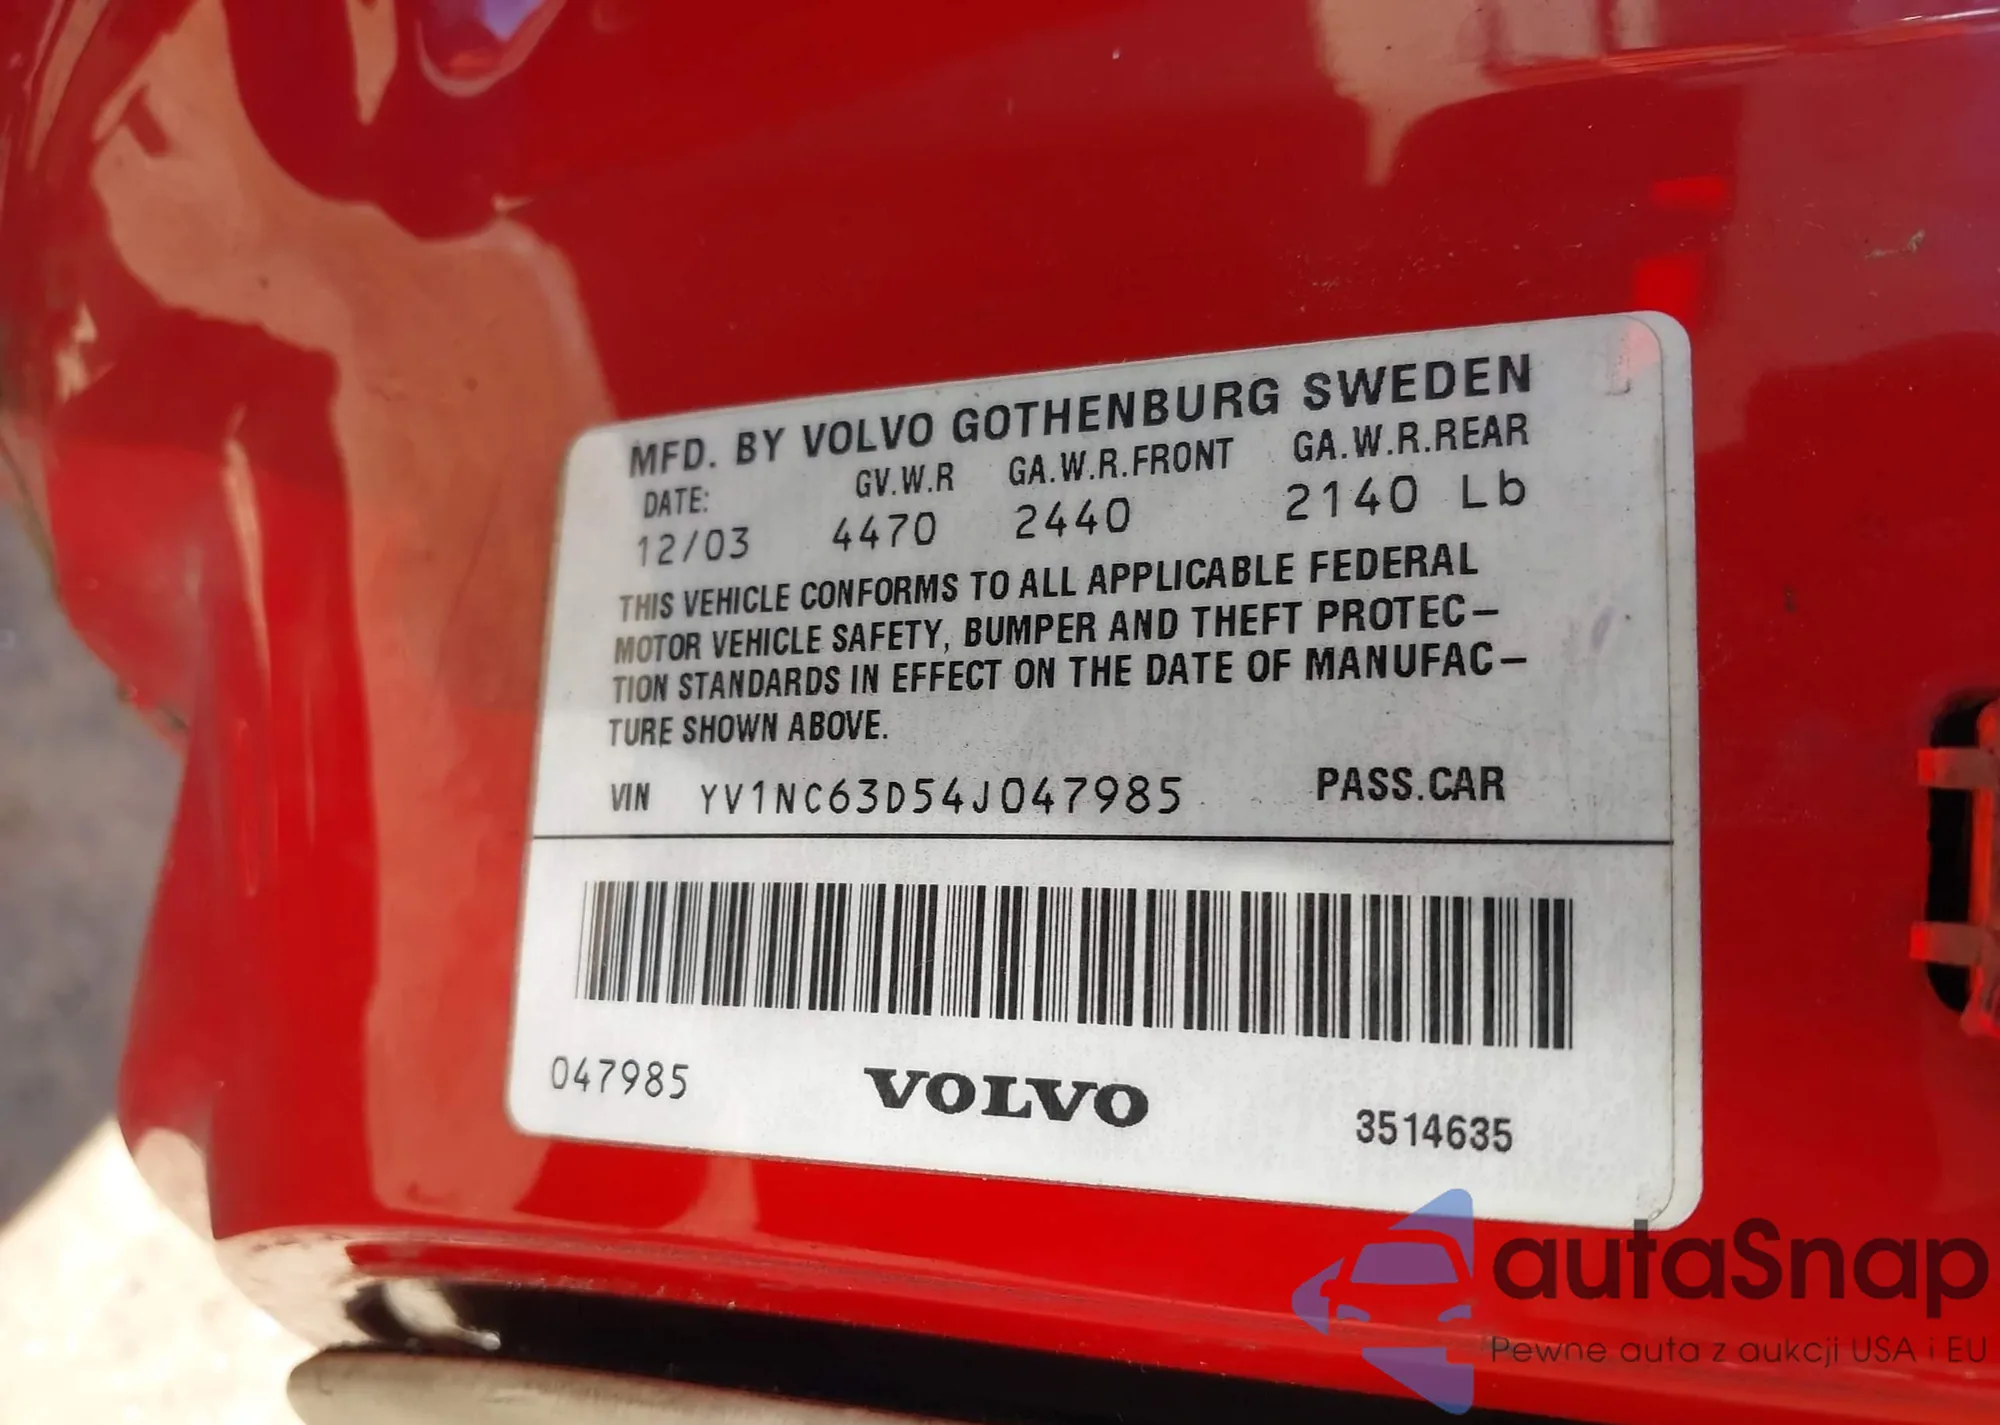 MFD. BY VOLVO GOTHENBURG SWEDEN
DATE: GV.W.R GA.W.R.FRONT GA.W.R.REAR
12/03 4470 2440 2140 Lb
THIS VEHICLE CONFORMS TO ALL APPLICABLE FEDERAL
MOTOR VEHICLE SAFETY, BUMPER AND THEFT PROTEC-
TION STANDARDS IN EFFECT ON THE DATE OF MANUFAC-
TURE SHOWN ABOVE.
VIN YV1NC63D54J047985 PASS.CAR
047985 VOLVO 3514635
autaSnap
Pewne auta z aukcji USA i EU